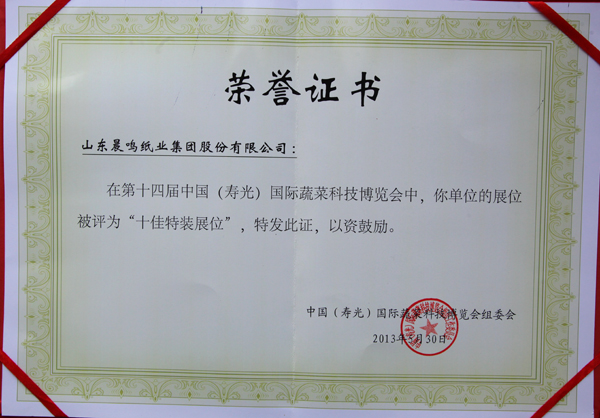 荣誉证书
山东晨鸣纸业集团股份有限公司：
在第十四届中国（寿光）国际蔬菜科技博览会中，你单位的展位
被评为“十佳特装展位”，特发此证，以资鼓励。
中国（寿光）国际蔬菜科技博览会组委会
2013年5月30日